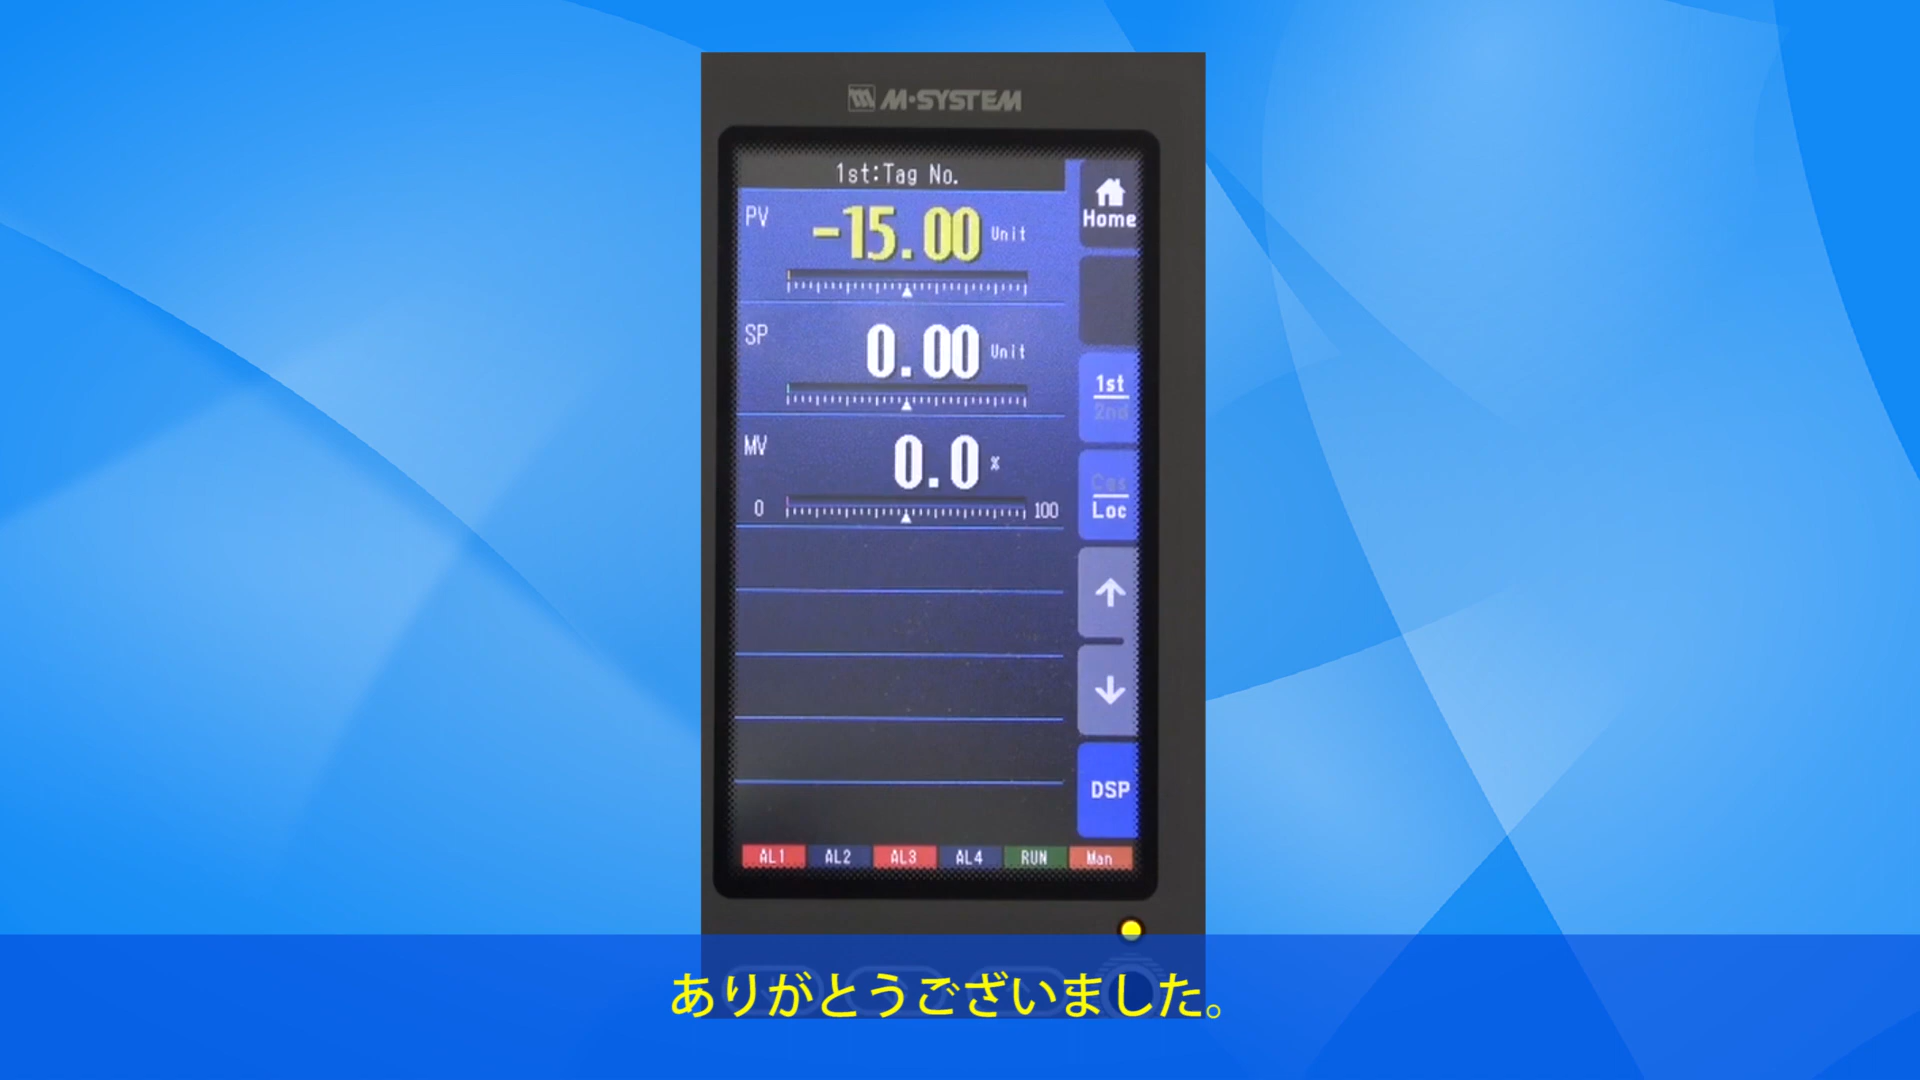 M·SYSTEM
1st:Tag No.
Home
PV
-15.00 Unit
SP
0.00 Unit
1st
2nd
MV
0.0 %
Cas
Loc
0
100
DSP
AL1 AL2 AL3 AL4 RUN Man
ありがとうございました。